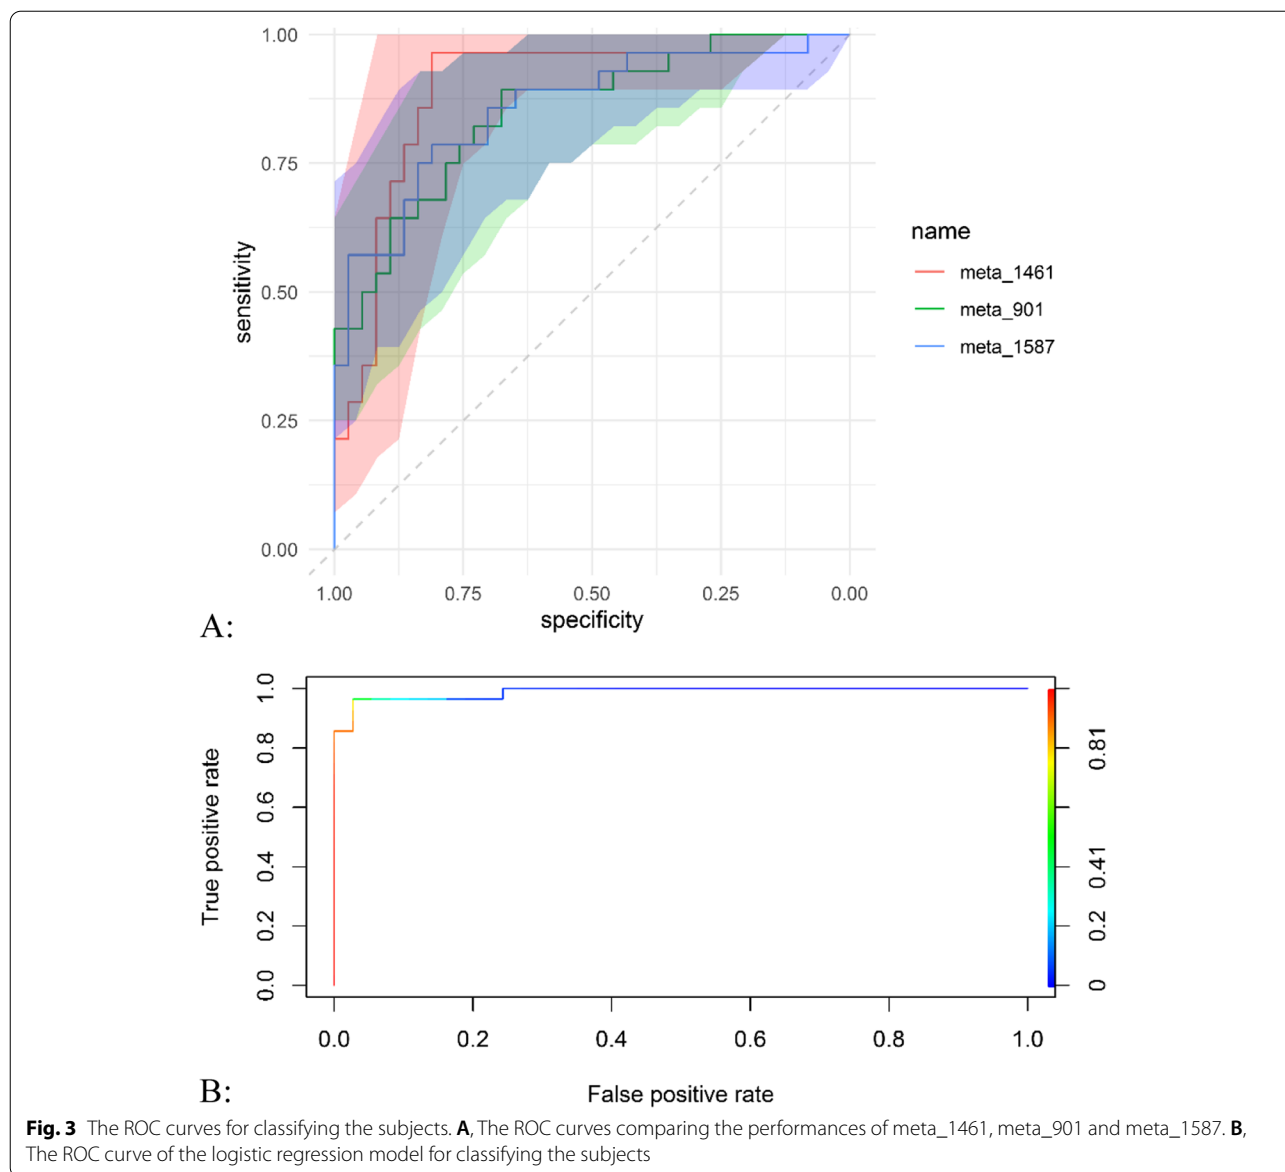 1.00
0.75
0.50
0.25
0.00
sensitivity
1.00 0.75 0.50 0.25 0.00
specificity
name
meta_1461
meta_901
meta_1587
A:
1.0
0.8
0.6
0.4
0.2
0.0
True positive rate
0.81
0.41
0.2
0
0.0 0.2 0.4 0.6 0.8 1.0
False positive rate
B:
Fig. 3 The ROC curves for classifying the subjects. A, The ROC curves comparing the performances of meta_1461, meta_901 and meta_1587. B,
The ROC curve of the logistic regression model for classifying the subjects